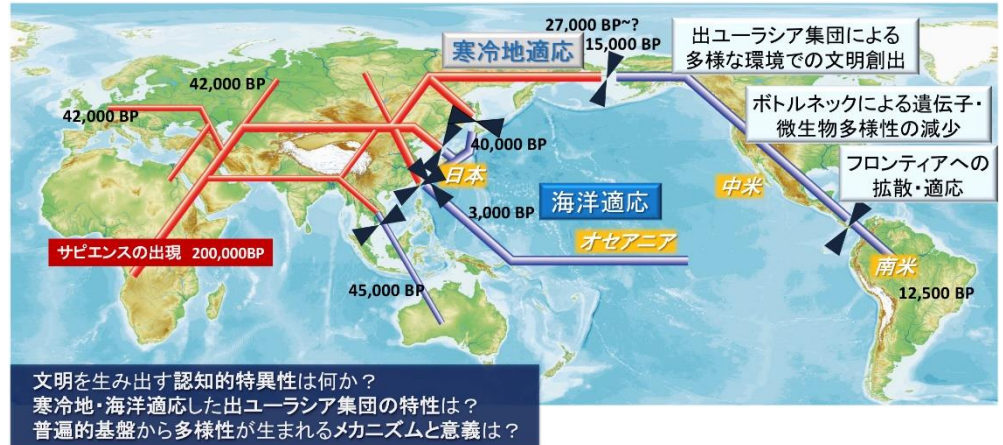 27,000 BP~?
15,000 BP
寒冷地適応
出ユーラシア集団による
多様な環境での文明創出
42,000 BP
42,000 BP
ボトルネックによる遺伝子・
微生物多様性の減少
40,000 BP
日本
フロンティアへの
拡散・適応
中米
3,000 BP
海洋適応
オセアニア
サピエンスの出現 200,000BP
南米
45,000 BP
12,500 BP
文明を生み出す認知的特異性は何か？
寒冷地・海洋適応した出ユーラシア集団の特性は？
普遍的基盤から多様性が生まれるメカニズムと意義は？